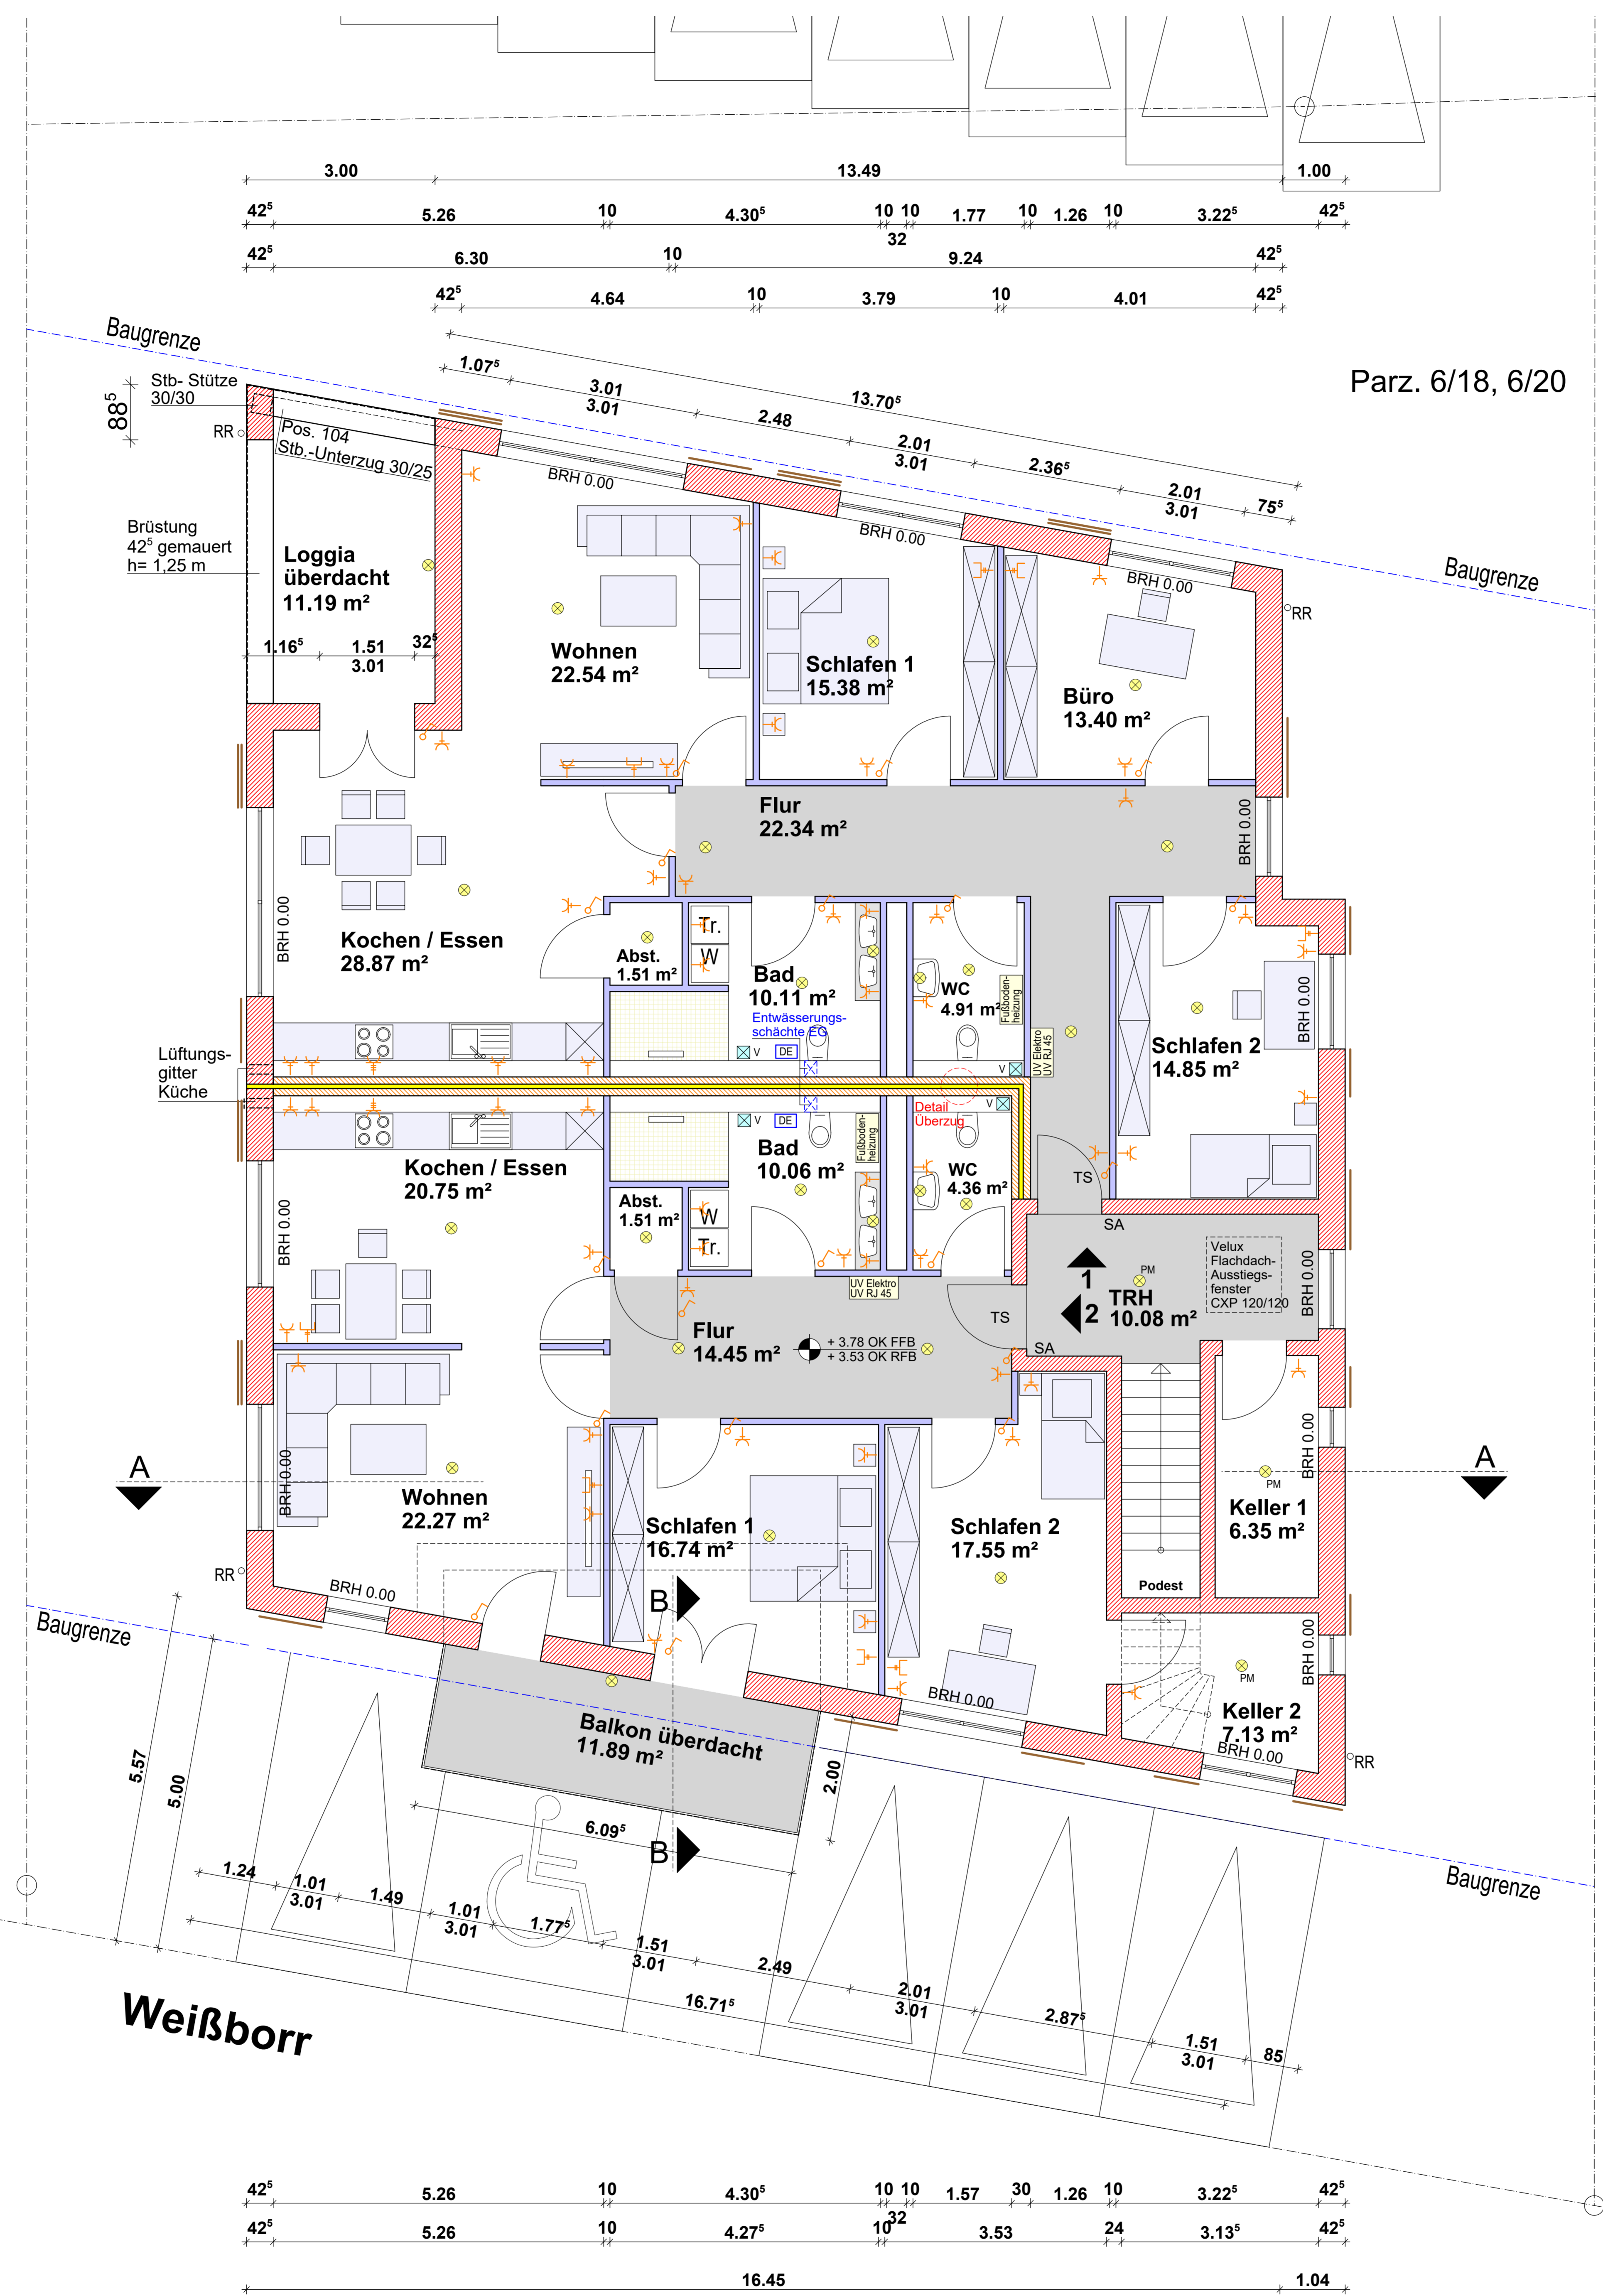 3.00 13.49 1.00
42⁵ 5.26 10 4.30⁵ 10 10 1.77 10 1.26 10 3.22⁵ 42⁵
32
42⁵ 6.30 10 9.24 42⁵
42⁵ 4.64 10 3.79 10 4.01 42⁵
Baugrenze
Parz. 6/18, 6/20
1.07⁵
3.01
3.01
2.48
13.70⁵
2.01
3.01
2.36⁵
2.01
3.01
75⁵
88⁵
Stb- Stütze
30/30
RR
Pos. 104
Stb.-Unterzug 30/25
BRH 0.00
BRH 0.00
BRH 0.00
Baugrenze
RR
Brüstung
42⁵ gemauert
h= 1,25 m
Loggia
überdacht
11.19 m²
1.16⁵ 1.51 32⁵
3.01
Wohnen
22.54 m²
Schlafen 1
15.38 m²
Büro
13.40 m²
Flur
22.34 m²
BRH 0.00
BRH 0.00
Kochen / Essen
28.87 m²
Abst.
1.51 m²
Tr.
W
Bad
10.11 m²
Entwässerungs-
schächte EG
V
DE
WC
4.91 m²
Fußboden-
heizung
V
UV Elektro
UV RJ 45
Schlafen 2
14.85 m²
BRH 0.00
Lüftungs-
gitter
Küche
Detail
Überzug
V
DE
V
Kochen / Essen
20.75 m²
BRH 0.00
Abst.
1.51 m²
W
Tr.
Bad
10.06 m²
Fußboden-
heizung
WC
4.36 m²
TS
SA
Velux
Flachdach-
Ausstiegs-
fenster
CXP 120/120
BRH 0.00
1
2
PM
TRH
10.08 m²
TS
SA
UV Elektro
UV RJ 45
Flur
14.45 m²
+ 3.78 OK FFB
+ 3.53 OK RFB
A
A
BRH 0.00
Wohnen
22.27 m²
Schlafen 1
16.74 m²
Schlafen 2
17.55 m²
BRH 0.00
PM
Keller 1
6.35 m²
Podest
RR
BRH 0.00
B
Baugrenze
BRH 0.00
PM
BRH 0.00
Keller 2
7.13 m²
BRH 0.00
RR
Balkon überdacht
11.89 m²
5.57
5.00
2.00
6.09⁵
B
Baugrenze
1.24
1.01
3.01
1.49
1.01
3.01
1.77⁵
1.51
3.01
2.49
2.01
3.01
2.87⁵
1.51
3.01
85
16.71⁵
Weißborr
42⁵ 5.26 10 4.30⁵ 10 10 1.57 30 1.26 10 3.22⁵ 42⁵
32
42⁵ 5.26 10 4.27⁵ 10 3.53 24 3.13⁵ 42⁵
16.45 1.04